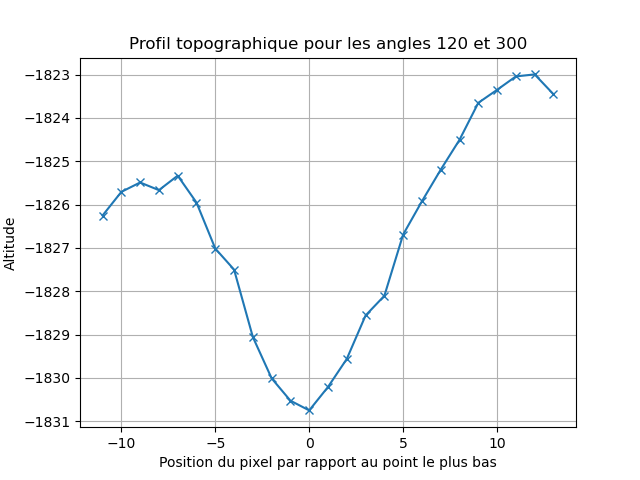 Profil topographique pour les angles 120 et 300
−1823
−1824
−1825
−1826
−1827
−1828
−1829
−1830
−1831
Altitude
−10 −5 0 5 10
Position du pixel par rapport au point le plus bas